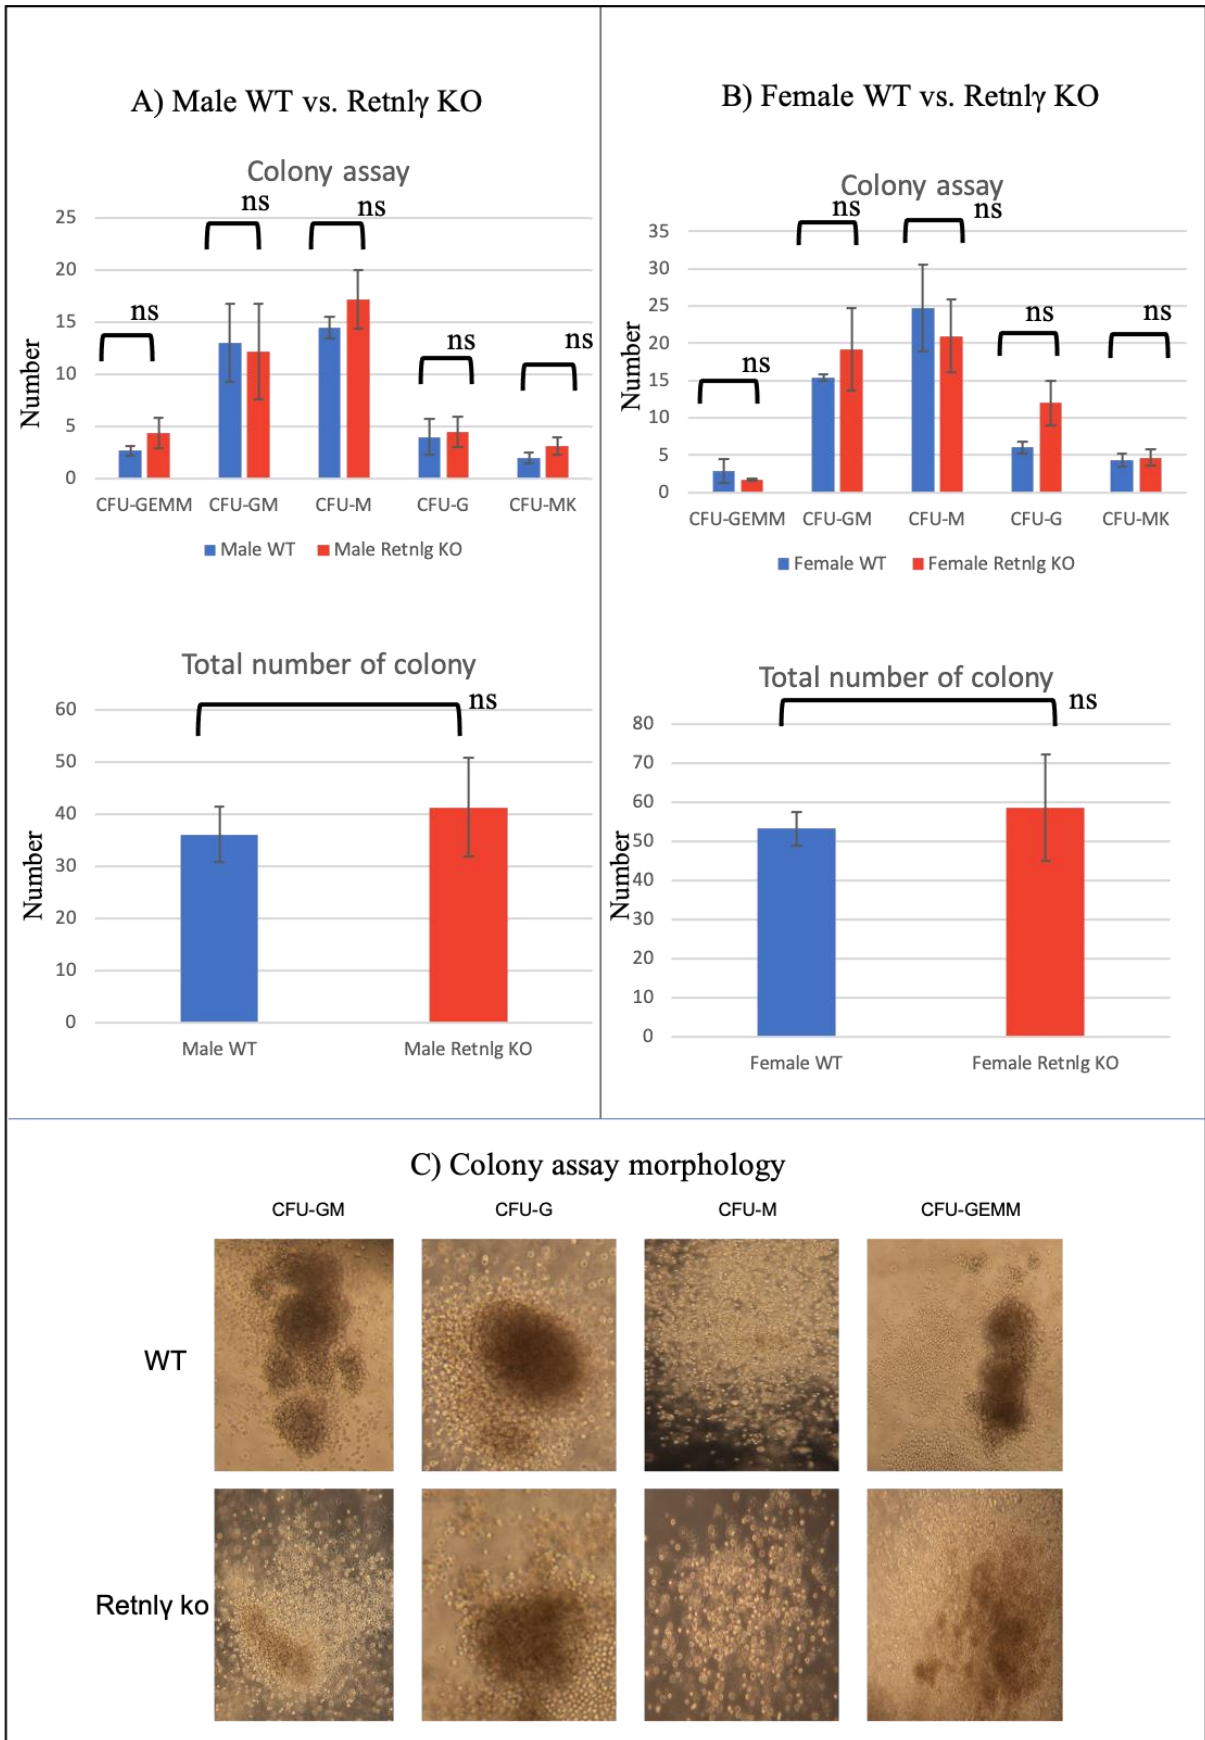 A) Male WT vs. Retnlγ KO
Colony assay
ns
ns
ns
ns
ns
25
20
15
10
5
0
Number
CFU-GEMM CFU-GM CFU-M CFU-G CFU-MK
Male WT Male Retnlg KO
Total number of colony
ns
60
50
40
30
20
10
0
Number
Male WT Male Retnlg KO
B) Female WT vs. Retnlγ KO
Colony assay
ns
ns
ns
ns
ns
35
30
25
20
15
10
5
0
Number
CFU-GEMM CFU-GM CFU-M CFU-G CFU-MK
Female WT Female Retnlg KO
Total number of colony
ns
80
70
60
50
40
30
20
10
0
Number
Female WT Female Retnlg KO
C) Colony assay morphology
CFU-GM CFU-G CFU-M CFU-GEMM
WT
Retnlγ ko